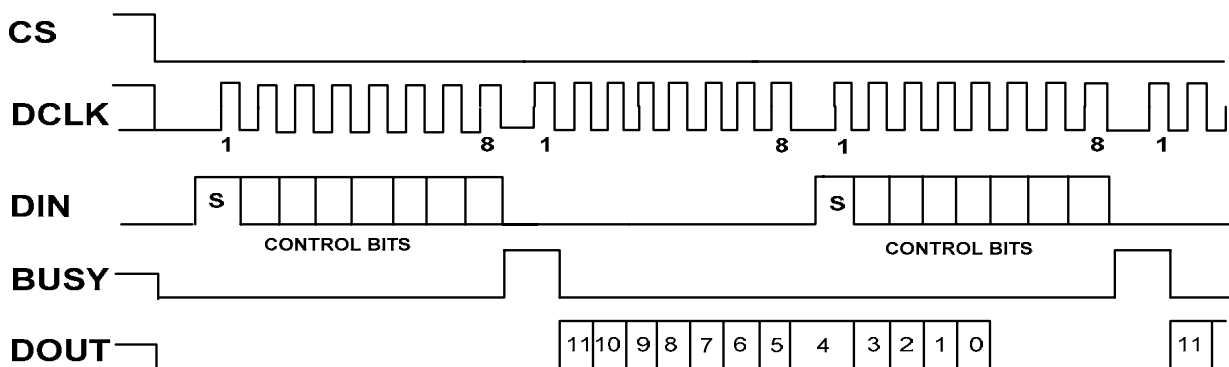 CS
DCLK
1 8 1 8 1 8 1
DIN
S S
CONTROL BITS CONTROL BITS
BUSY
DOUT
11 10 9 8 7 6 5 4 3 2 1 0 11